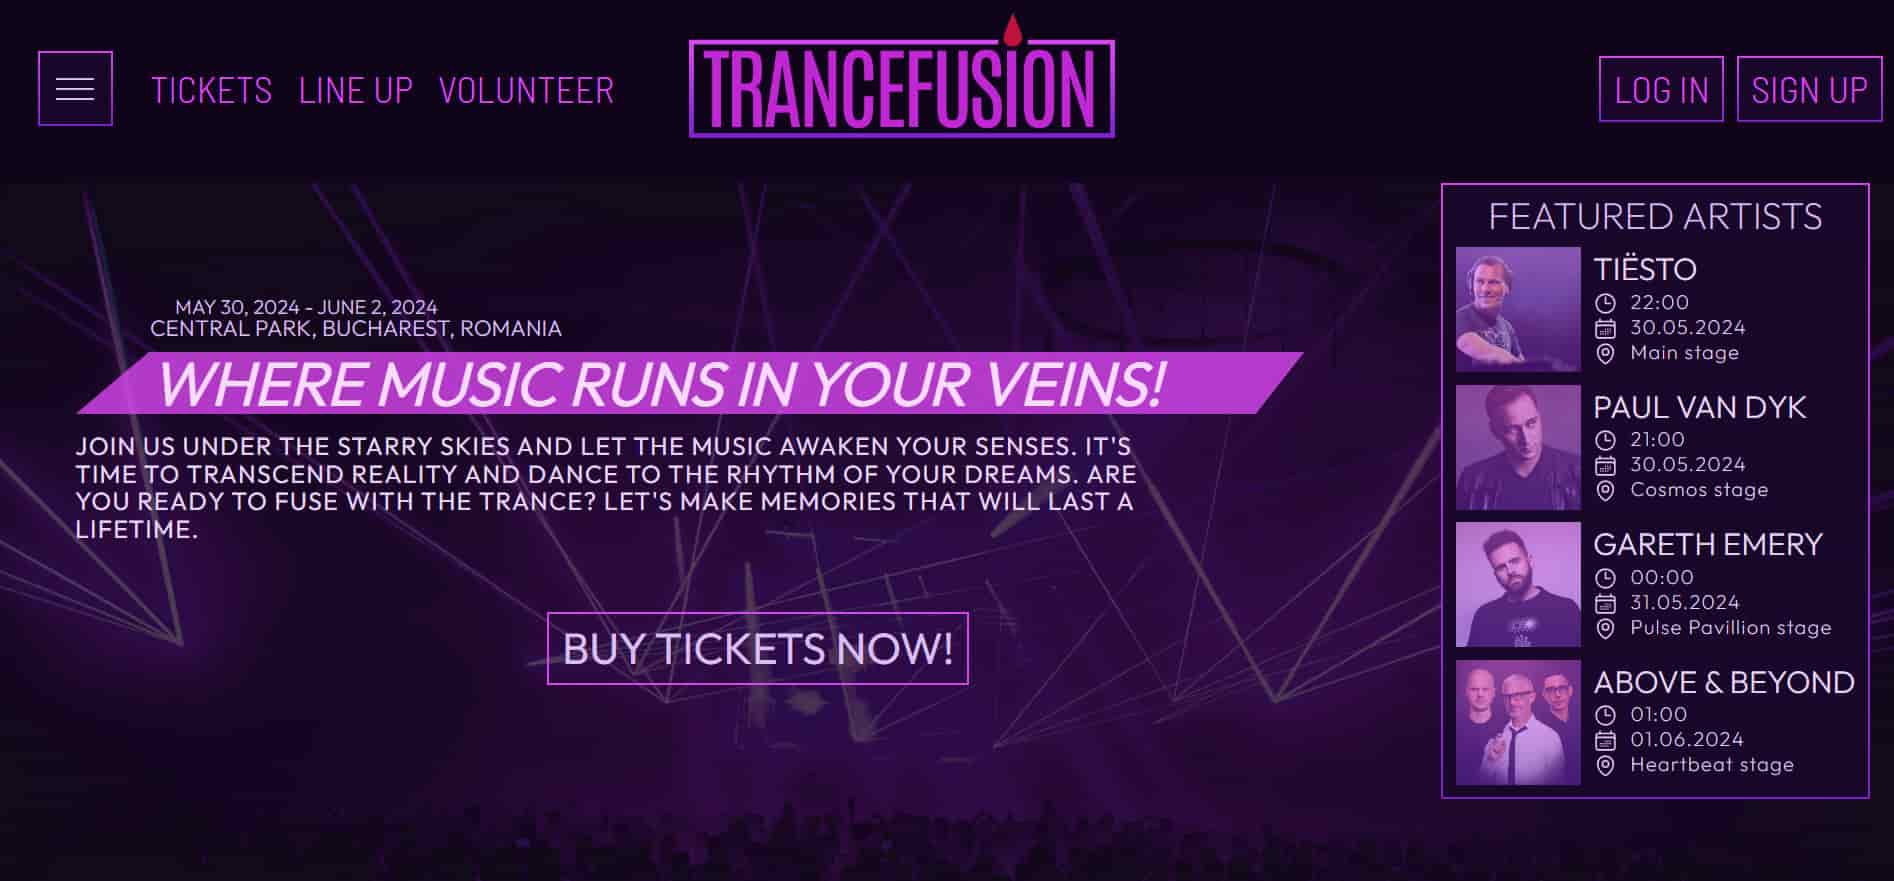 TICKETS LINE UP VOLUNTEER
TRANCEFUSION
LOG IN
SIGN UP
MAY 30, 2024 - JUNE 2, 2024
CENTRAL PARK, BUCHAREST, ROMANIA
WHERE MUSIC RUNS IN YOUR VEINS!
JOIN US UNDER THE STARRY SKIES AND LET THE MUSIC AWAKEN YOUR SENSES. IT'S
TIME TO TRANSCEND REALITY AND DANCE TO THE RHYTHM OF YOUR DREAMS. ARE
YOU READY TO FUSE WITH THE TRANCE? LET'S MAKE MEMORIES THAT WILL LAST A
LIFETIME.
BUY TICKETS NOW!
FEATURED ARTISTS
TIËSTO
22:00
30.05.2024
Main stage
PAUL VAN DYK
21:00
30.05.2024
Cosmos stage
GARETH EMERY
00:00
31.05.2024
Pulse Pavillion stage
ABOVE & BEYOND
01:00
01.06.2024
Heartbeat stage